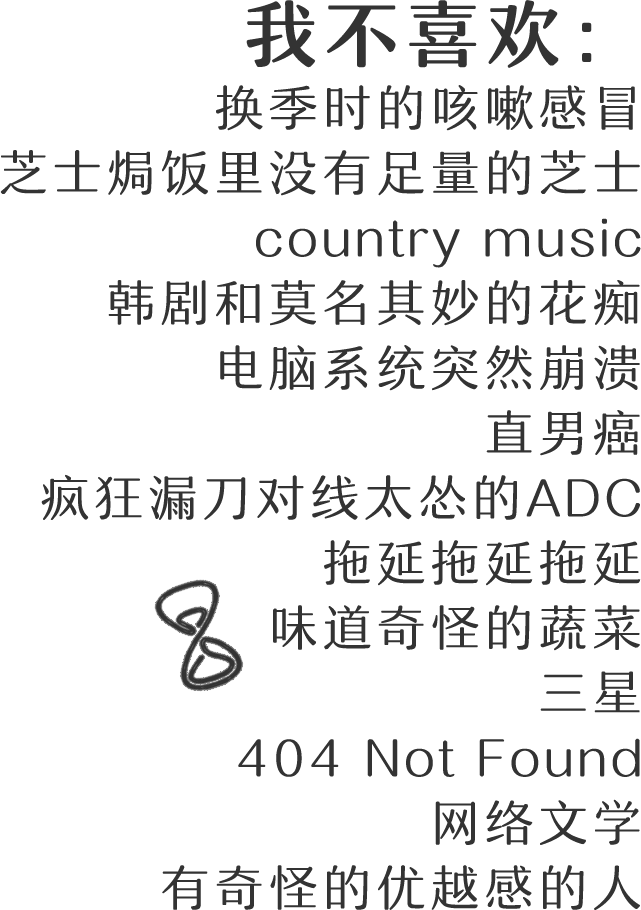 我不喜欢:
换季时的咳嗽感冒
芝士焗饭里没有足量的芝士
country music
韩剧和莫名其妙的花痴
电脑系统突然崩溃
直男癌
疯狂漏刀对线太怂的ADC
拖延拖延拖延
味道奇怪的蔬菜
三星
404 Not Found
网络文学
有奇怪的优越感的人